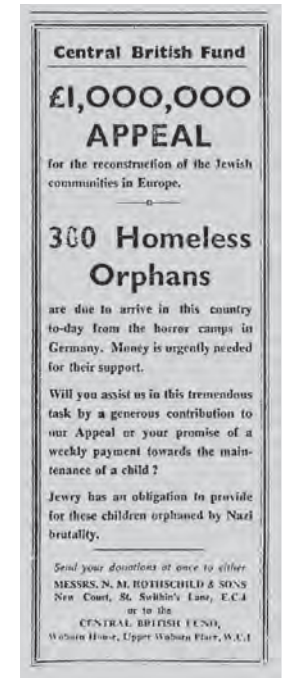 Central British Fund
£1,000,000
APPEAL
for the reconstruction of the Jewish
communities in Europe.
300 Homeless
Orphans
are due to arrive in this country
to-day from the horror camps in
Germany. Money is urgently needed
for their support.
Will you assist us in this tremendous
task by a generous contribution to
our Appeal or your promise of a
weekly payment towards the main-
tenance of a child ?
Jewry has an obligation to provide
for these children orphaned by Nazi
brutality.
Send your donations at once to either
MESSRS. N. M. ROTHSCHILD & SONS
New Court, St. Swithin's Lane, E.C.4
or to the
CENTRAL BRITISH FUND,
Woburn House, Upper Woburn Place, W.C.1